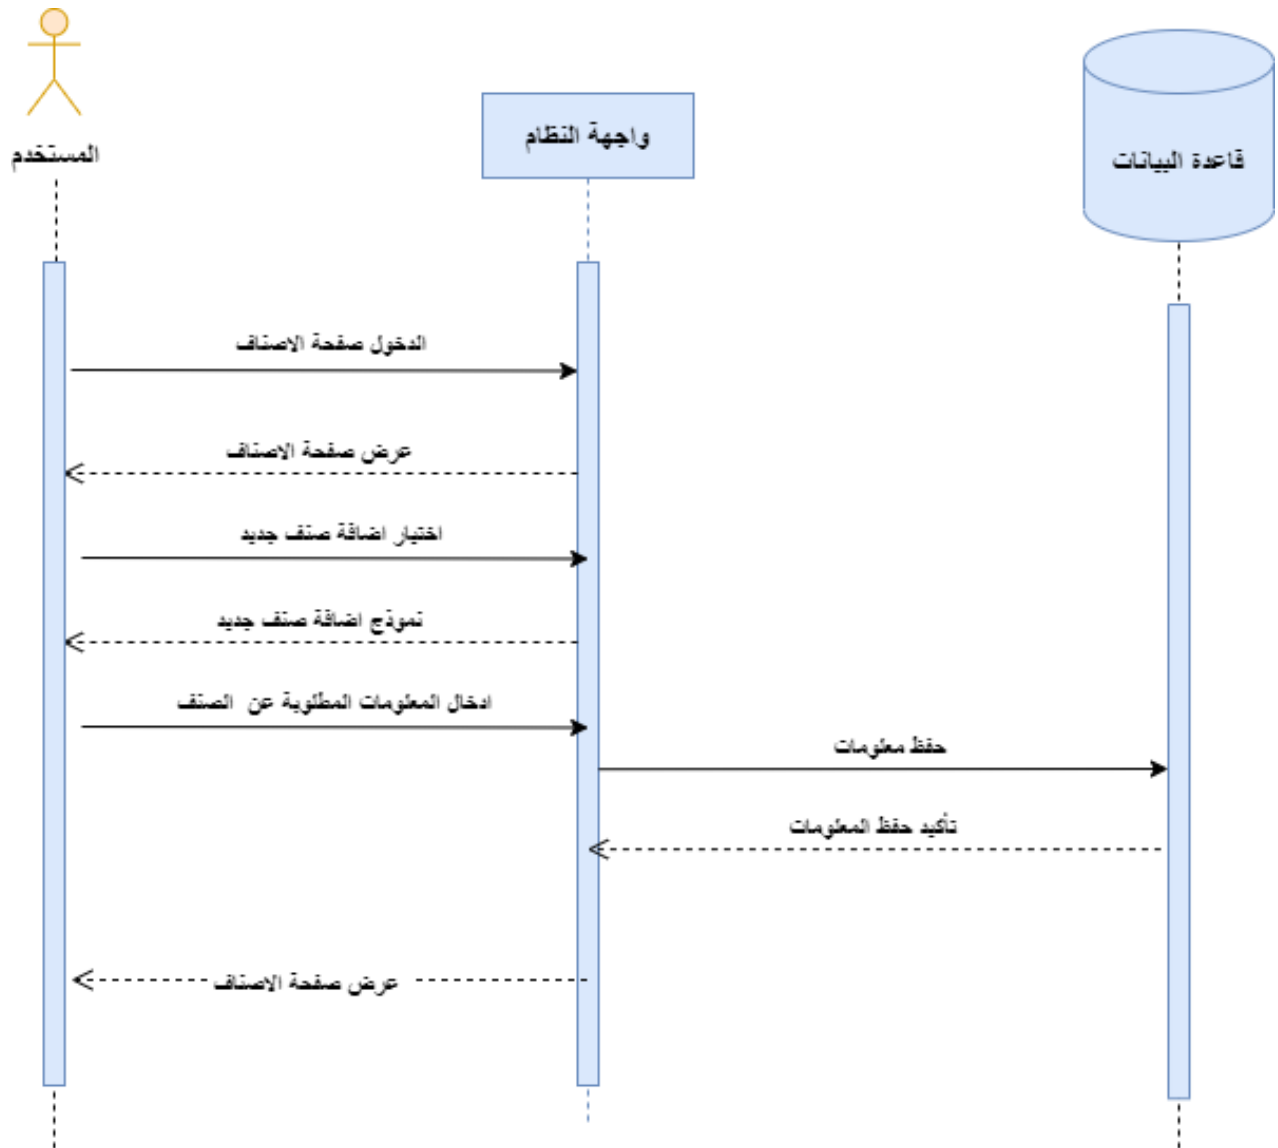 المستخدم
واجهة النظام
قاعدة البيانات
الدخول صفحة الاصناف
عرض صفحة الاصناف
اختيار اضافة صنف جديد
نموذج اضافة صنف جديد
ادخال المعلومات المطلوبة عن الصنف
حفظ معلومات
تأكيد حفظ المعلومات
عرض صفحة الاصناف